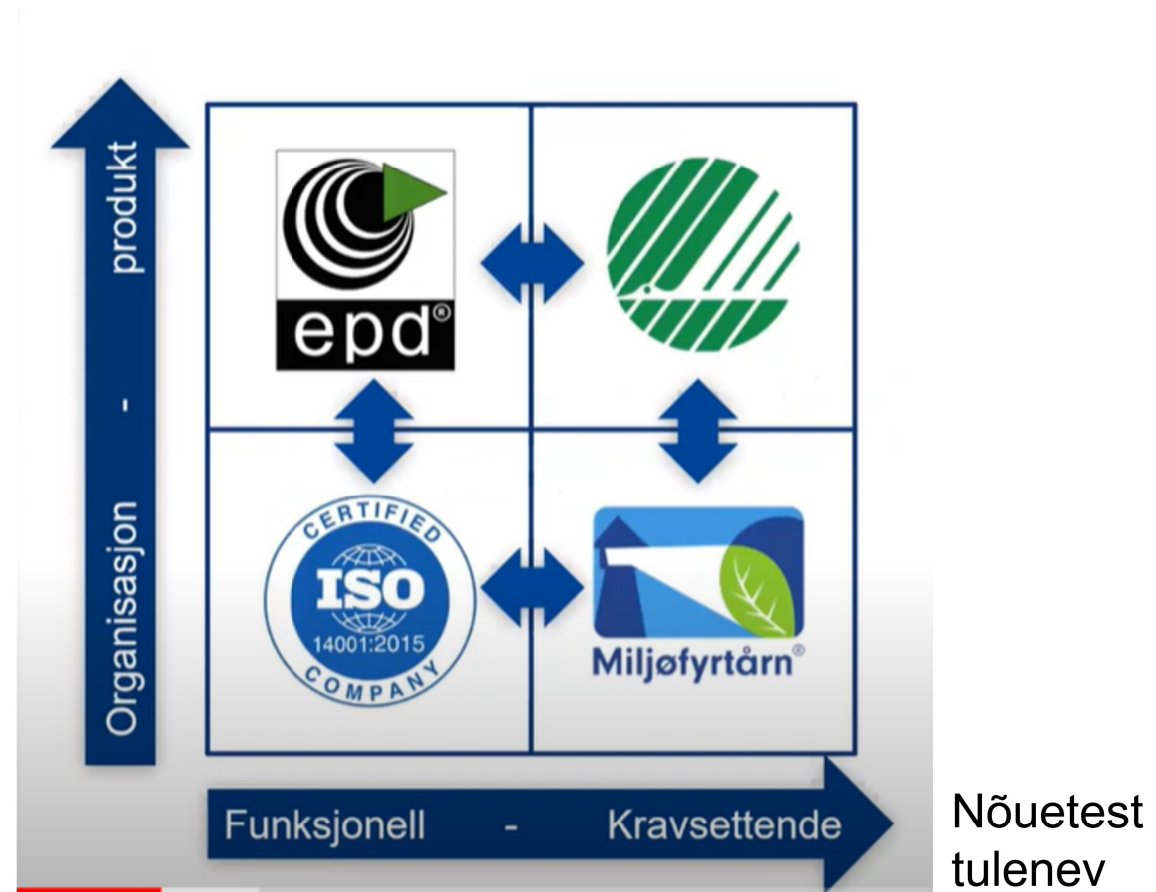 Organisasjon - produkt
epd®
CERTIFIED
ISO
14001:2015
COMPANY
Miljøfyrtårn®
Funksjonell - Kravsettende
Nõuetest
tulenev